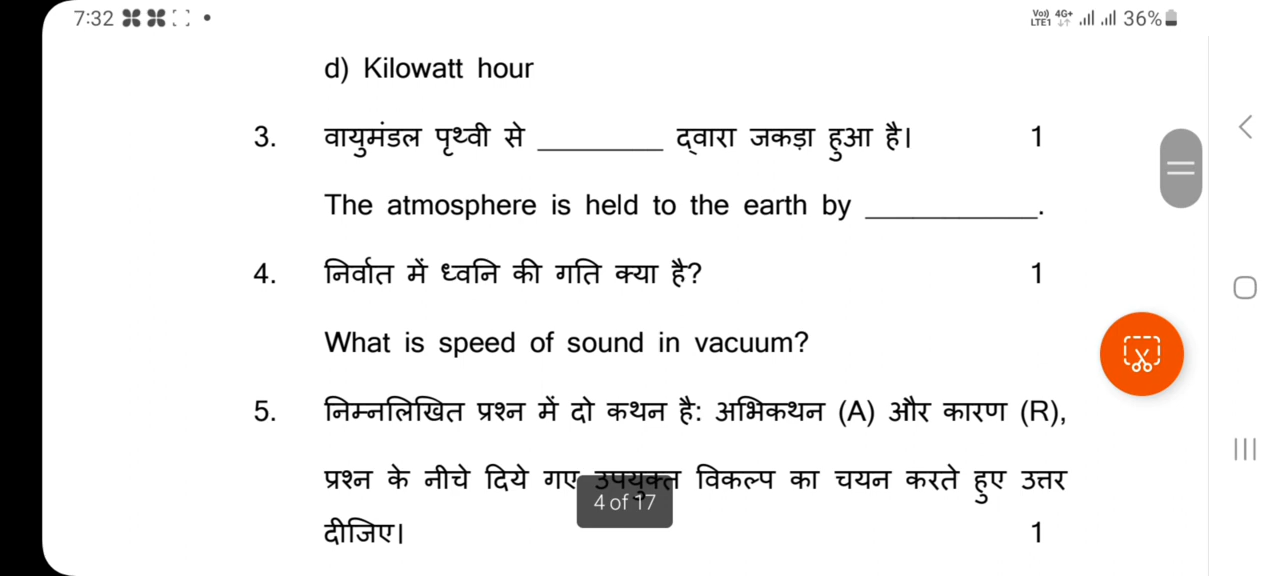 7:32 Vo)) LTE1 4G+ 36%
d) Kilowatt hour
3. वायुमंडल पृथ्वी से __________ द्वारा जकड़ा हुआ है। 1
The atmosphere is held to the earth by ____________.
4. निर्वात में ध्वनि की गति क्या है? 1
What is speed of sound in vacuum?
5. निम्नलिखित प्रश्न में दो कथन है: अभिकथन (A) और कारण (R),
प्रश्न के नीचे दिये गए उपयुक्त विकल्प का चयन करते हुए उत्तर
4 of 17
दीजिए। 1